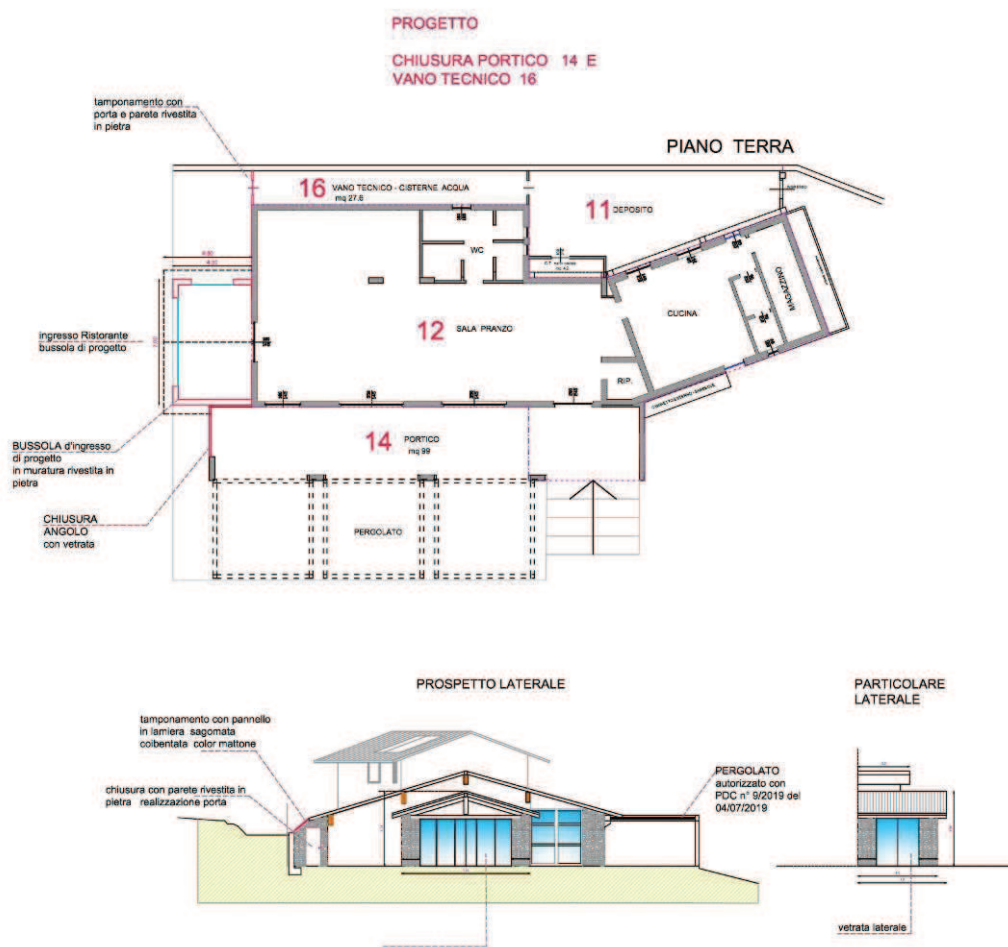 PROGETTO
CHIUSURA PORTICO 14 E
VANO TECNICO 16
tamponamento con
porta e parete rivestita
in pietra
PIANO TERRA
16 VANO TECNICO - CISTERNE ACQUA
mq 27.6
11 DEPOSITO
WC
MAGAZZINO
CUCINA
12 SALA PRANZO
ingresso Ristorante
bussola di progetto
RIP.
14 PORTICO
mq 99
BUSSOLA d'ingresso
di progetto
in muratura rivestita in
pietra
CHIUSURA
ANGOLO
con vetrata
PERGOLATO
PROSPETTO LATERALE
PARTICOLARE
LATERALE
tamponamento con pannello
in lamiera sagomata
coibentata color mattone
chiusura con parete rivestita in
pietra realizzazione porta
PERGOLATO
autorizzato con
PDC n° 9/2019 del
04/07/2019
vetrata laterale